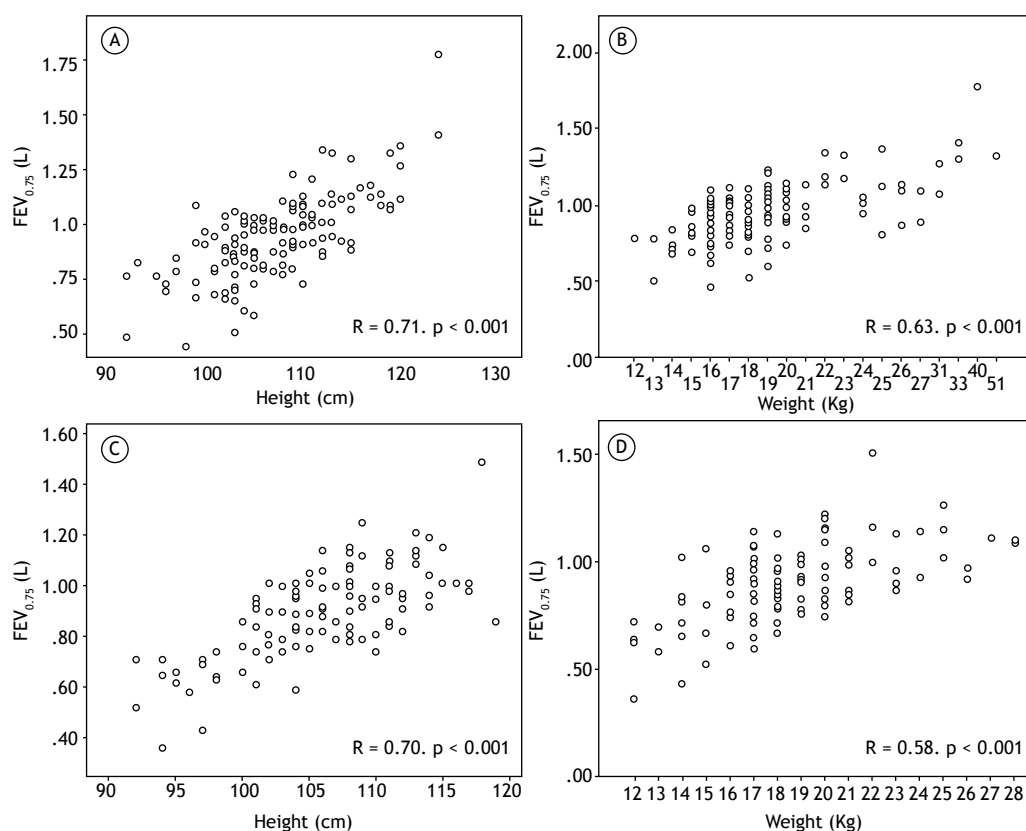 A
FEV0.75 (L)
1.75
1.50
1.25
1.0
.75
.50
R = 0.71. p < 0.001
90 100 110 120 130
Height (cm)
B
FEV0.75 (L)
2.00
1.50
1.00
0.50
.00
R = 0.63. p < 0.001
12 14 16 18 20 22 24 26 31 40
13 15 17 19 21 23 25 27 33 51
Weight (Kg)
C
FEV0.75 (L)
1.60
1.40
1.20
1.00
.80
.60
.40
R = 0.70. p < 0.001
90 95 100 105 110 115 120
Height (cm)
D
FEV0.75 (L)
1.50
1.00
.50
.00
R = 0.58. p < 0.001
12 13 14 15 16 17 18 19 20 21 22 23 24 25 26 27 28
Weight (Kg)